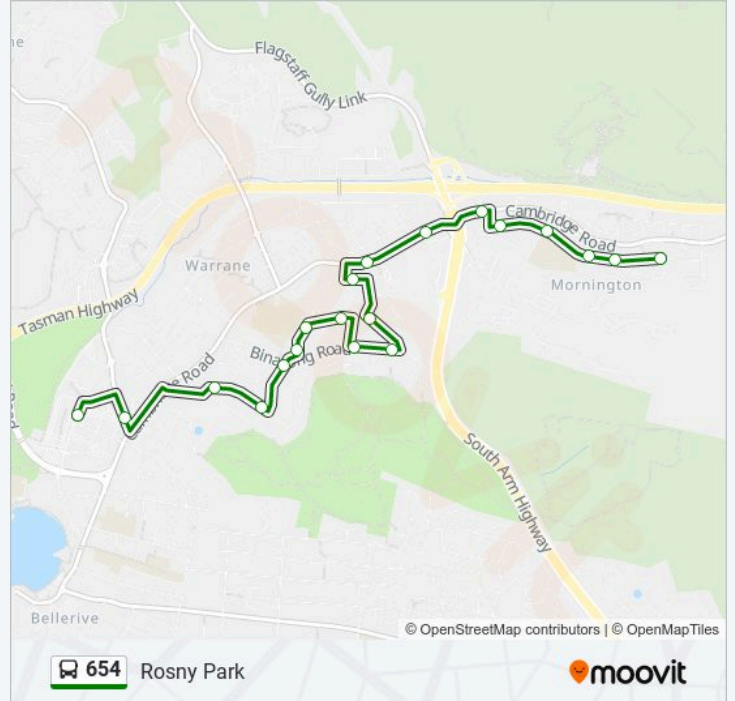 Flagstaff Gully Link
Cambridge Road
Warrane
Mornington
Tasman Highway
Road
South Arm Highway
Bellerive
© OpenStreetMap contributors | © OpenMapTiles
654 Rosny Park
moovit